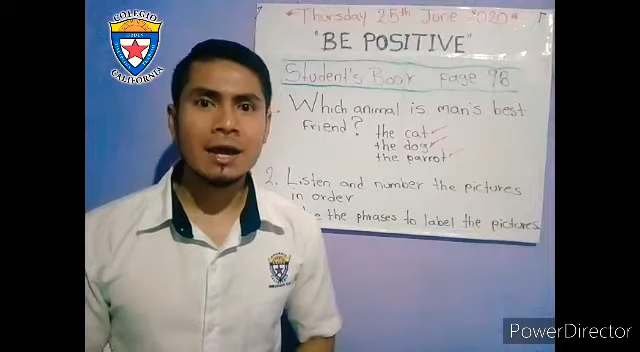 COLEGIO
CALIFORNIA
Thursday 25th June 2020
"BE POSITIVE"
Student's Book page 98
Which animal is man's best
friend?
the cat
the dog
the parrot
2. Listen and number the pictures
in order
the phrases to label the pictures
PowerDirector